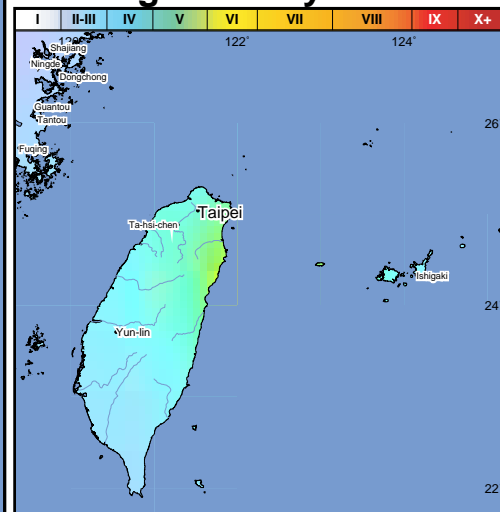 I II-III IV V VI VII VIII IX X+
122° 124°
Shajiang
Ningde
Dongchong
Guantou
Tantou
26
Fuqing
Taipei
Ta-hsi-chen
Ishigaki
24
Yun-lin
22